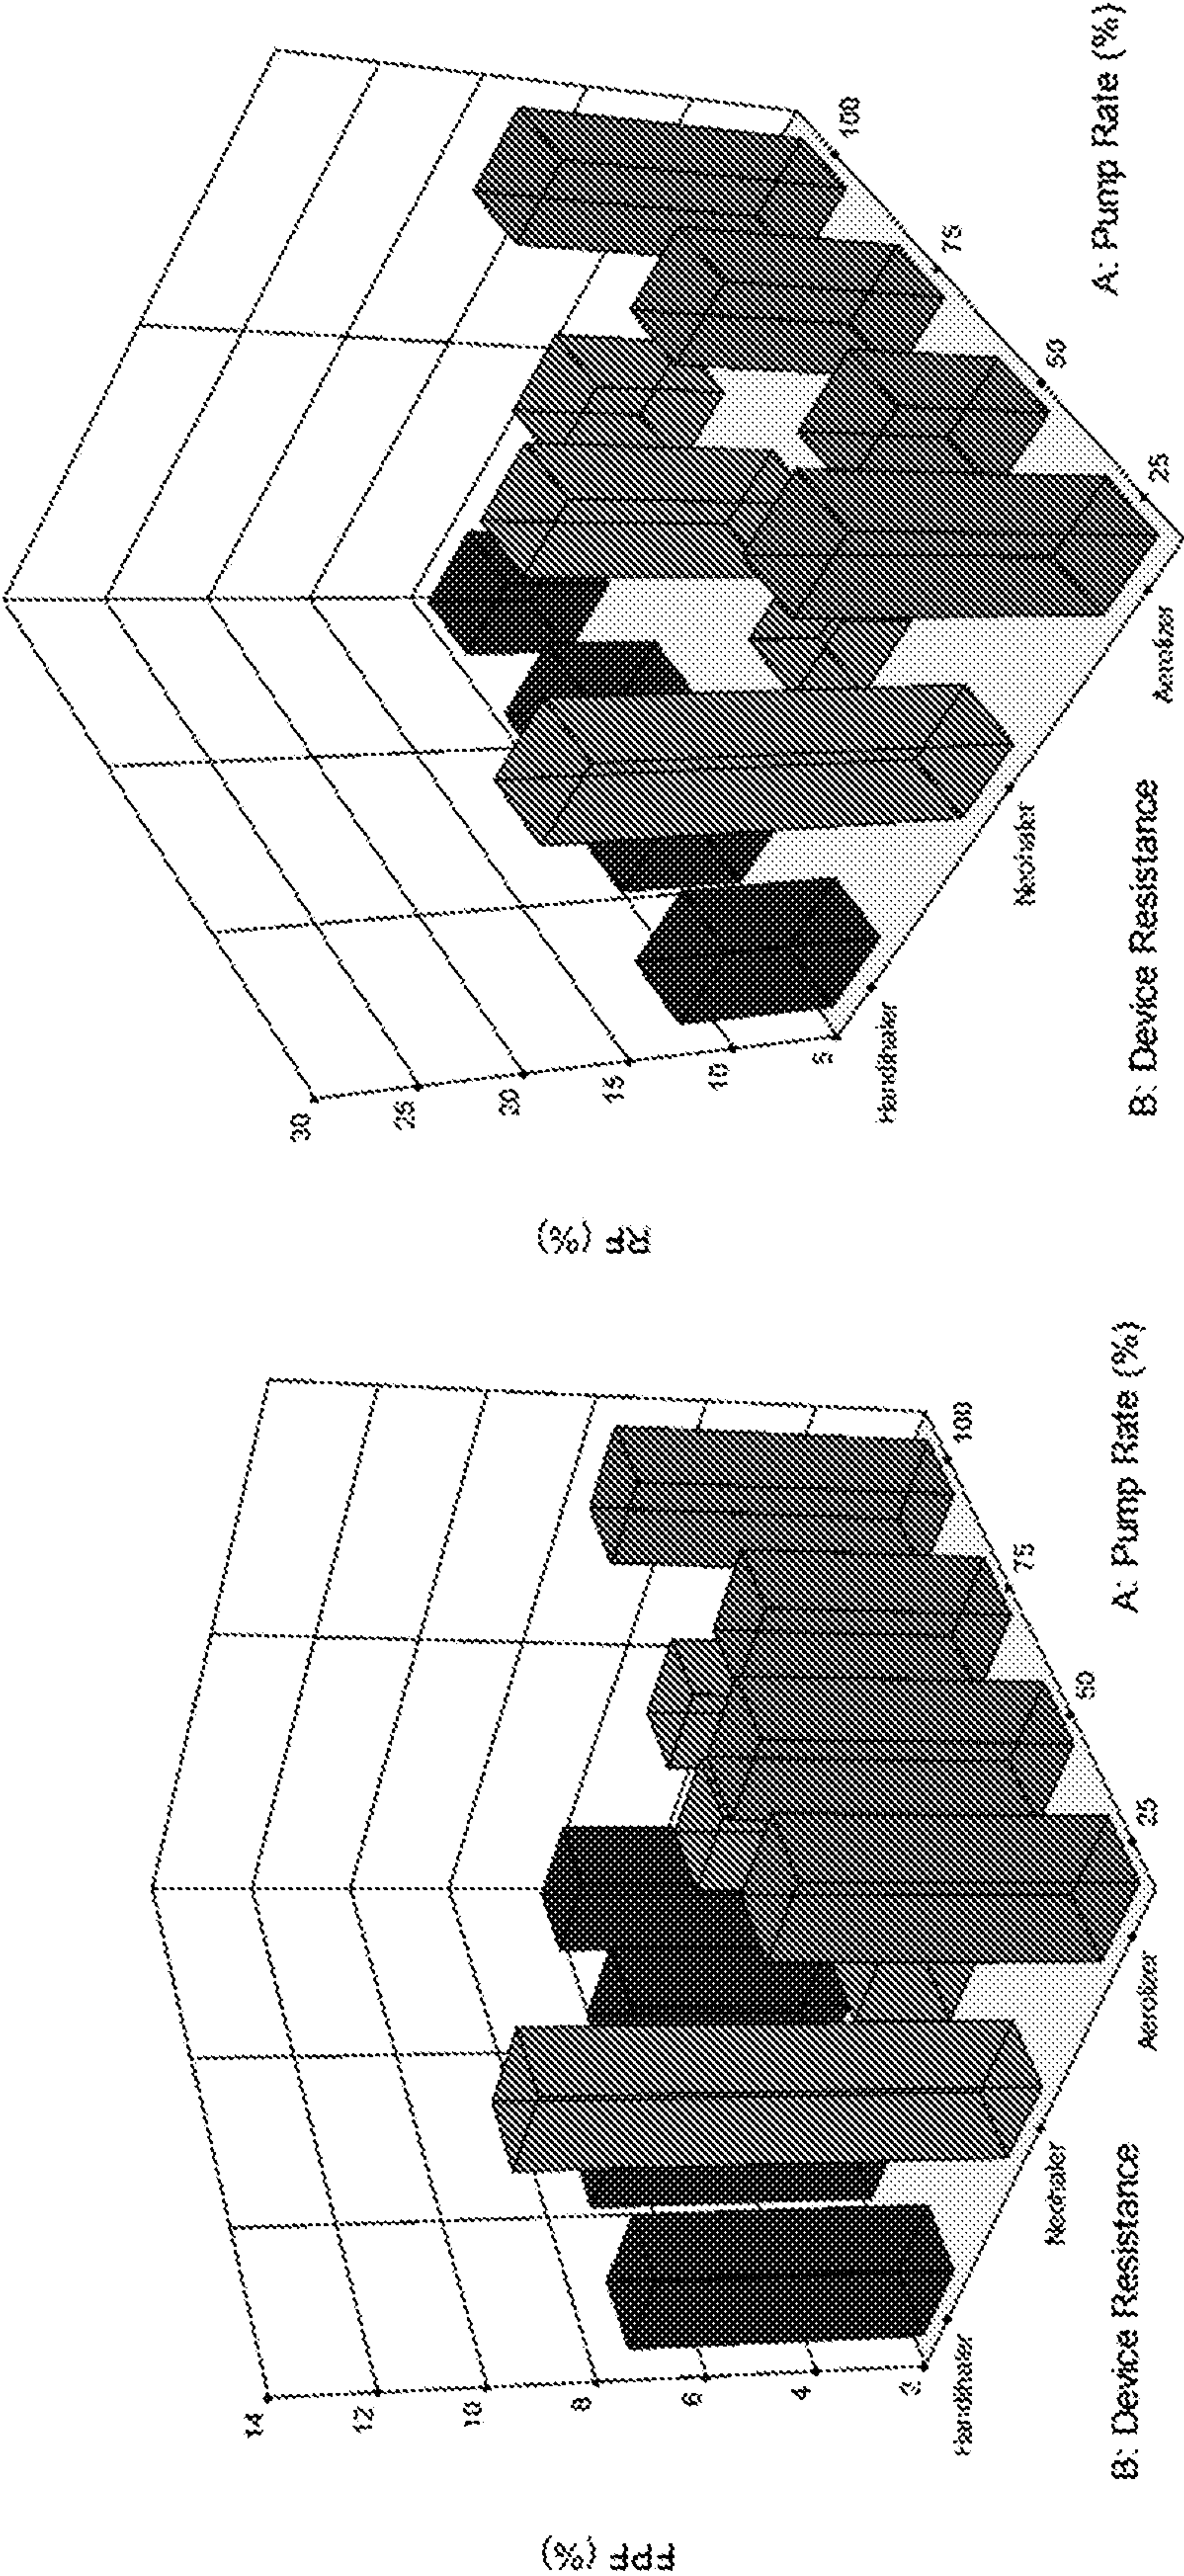 FPF (%)
14
12
10
8
6
4
2
Handihaler
Neohaler
Aerolizer
B: Device Resistance
25
50
75
100
A: Pump Rate (%)
RF (%)
30
25
20
15
10
5
Handihaler
Neohaler
Aerolizer
B: Device Resistance
25
50
75
100
A: Pump Rate (%)